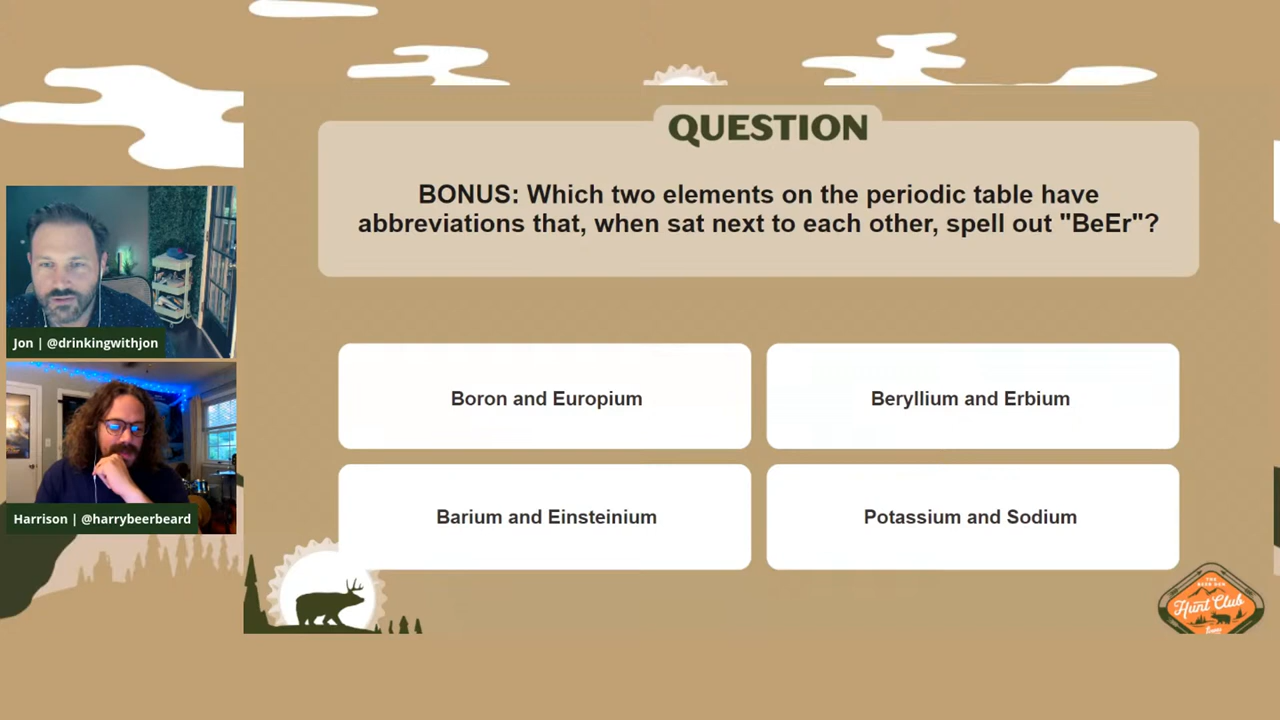 QUESTION
BONUS: Which two elements on the periodic table have
abbreviations that, when sat next to each other, spell out "BeEr"?
Jon | @drinkingwithjon
Boron and Europium
Beryllium and Erbium
Harrison | @harrybeerbeard
Barium and Einsteinium
Potassium and Sodium
THE
Hunt Club